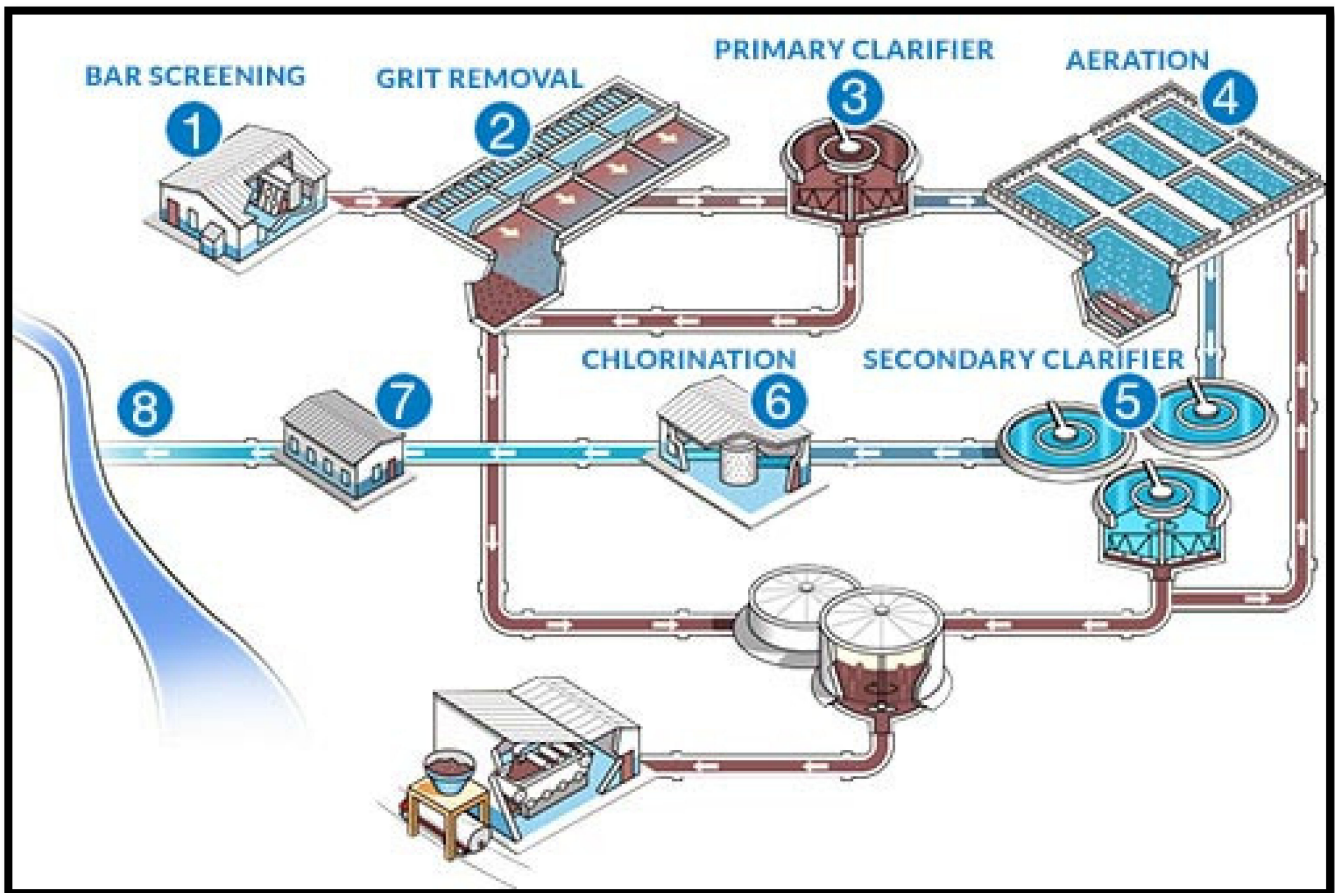 BAR SCREENING
1
GRIT REMOVAL
2
PRIMARY CLARIFIER
3
AERATION
4
SECONDARY CLARIFIER
5
CHLORINATION
6
7
8